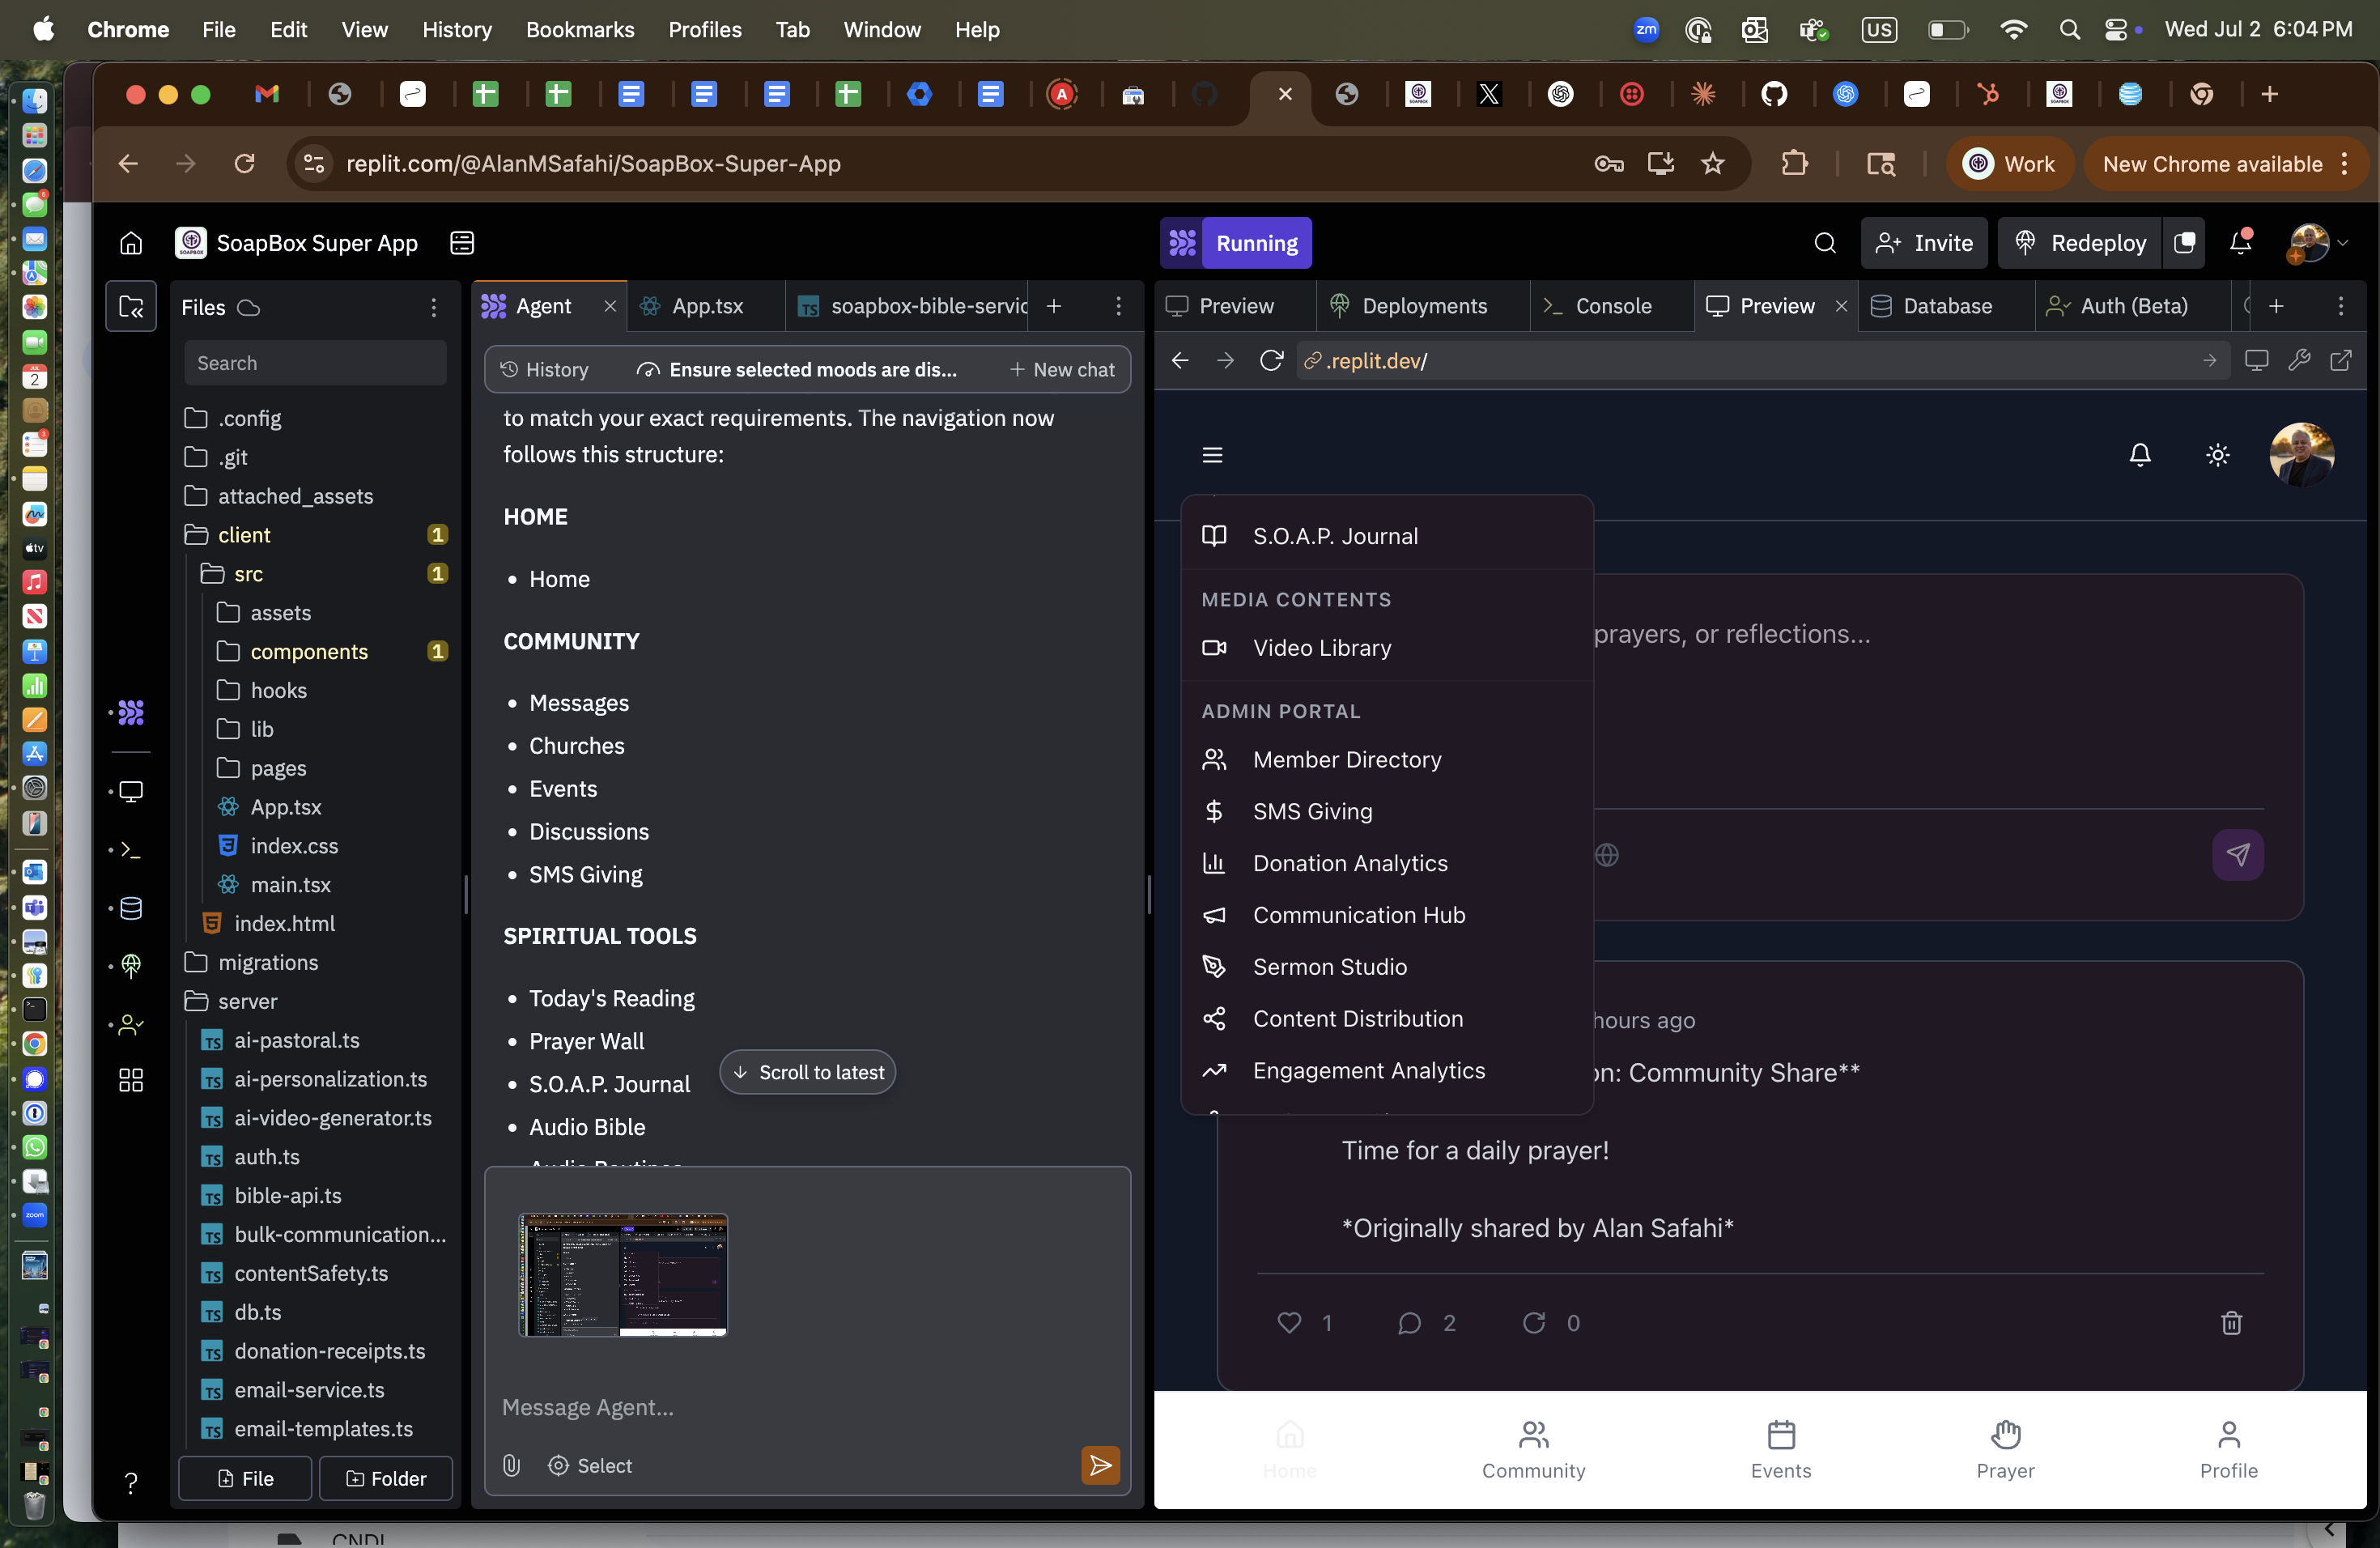 Chrome File Edit View History Bookmarks Profiles Tab Window Help
zm US Wed Jul 2 6:04 PM
replit.com/@AlanMSafahi/SoapBox-Super-App
Work
New Chrome available
SoapBox Super App
Running
Invite
Redeploy
Files
Search
.config
.git
attached_assets
client 1
src 1
assets
components 1
hooks
lib
pages
App.tsx
index.css
main.tsx
index.html
migrations
server
ai-pastoral.ts
ai-personalization.ts
ai-video-generator.ts
auth.ts
bible-api.ts
bulk-communication...
contentSafety.ts
db.ts
donation-receipts.ts
email-service.ts
email-templates.ts
File
Folder
Agent
App.tsx
soapbox-bible-servic
History
Ensure selected moods are dis...
New chat
to match your exact requirements. The navigation now
follows this structure:
HOME
• Home
COMMUNITY
• Messages
• Churches
• Events
• Discussions
• SMS Giving
SPIRITUAL TOOLS
• Today's Reading
• Prayer Wall
• S.O.A.P. Journal
• Audio Bible
Scroll to latest
Message Agent...
Select
Preview
Deployments
Console
Preview
Database
Auth (Beta)
.replit.dev/
S.O.A.P. Journal
MEDIA CONTENTS
Video Library
ADMIN PORTAL
Member Directory
SMS Giving
Donation Analytics
Communication Hub
Sermon Studio
Content Distribution
Engagement Analytics
prayers, or reflections...
hours ago
on: Community Share**
Time for a daily prayer!
*Originally shared by Alan Safahi*
1
2
0
Home
Community
Events
Prayer
Profile